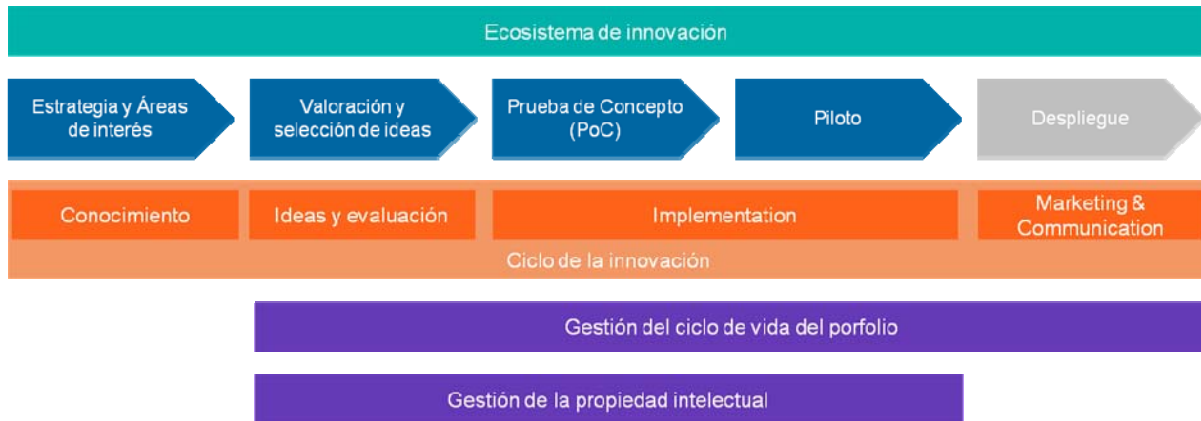 Ecosistema de innovación
Estrategia y Áreas
de interés
Valoración y
selección de ideas
Prueba de Concepto
(PoC)
Piloto
Despliegue
Conocimiento
Ideas y evaluación
Implementation
Marketing &
Communication
Ciclo de la innovación
Gestión del ciclo de vida del porfolio
Gestión de la propiedad intelectual